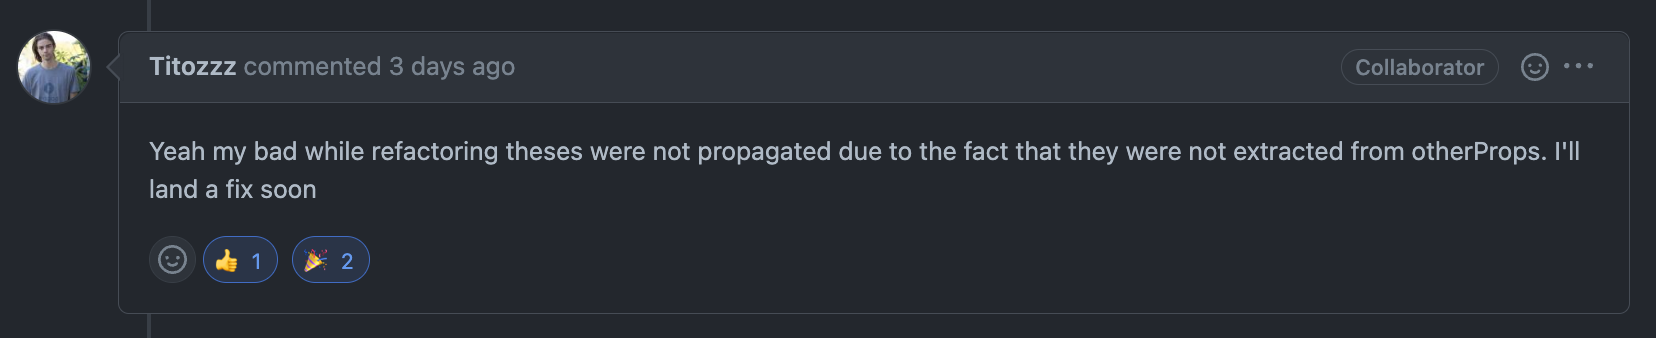 Titozzz commented 3 days ago Collaborator
Yeah my bad while refactoring theses were not propagated due to the fact that they were not extracted from otherProps. I'll
land a fix soon
👍 1 🎉 2